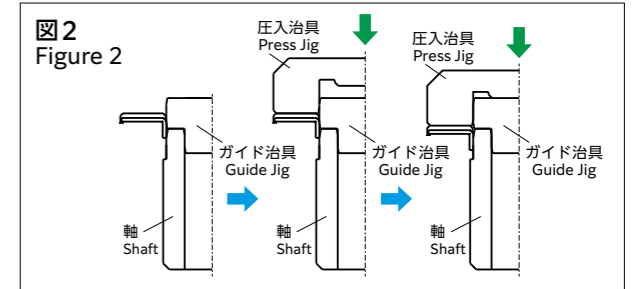 図2
Figure 2
圧入治具
Press Jig
圧入治具
Press Jig
ガイド治具
Guide Jig
ガイド治具
Guide Jig
ガイド治具
Guide Jig
軸
Shaft
軸
Shaft
軸
Shaft